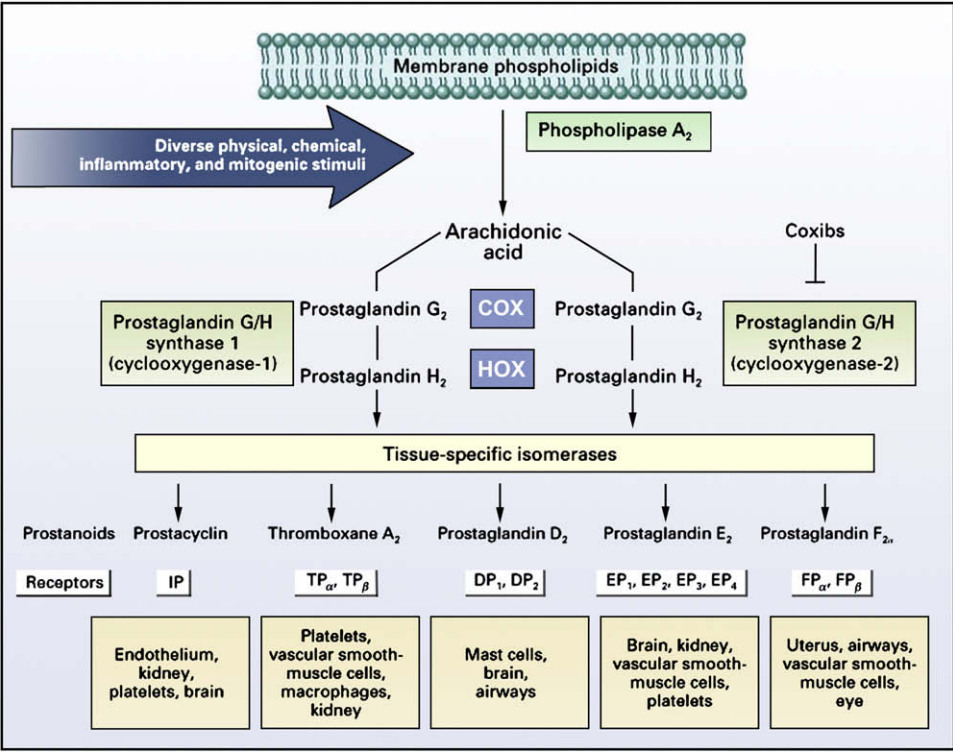 Membrane phospholipids
Phospholipase A₂
Diverse physical, chemical,
inflammatory, and mitogenic stimuli
Arachidonic
acid
Coxibs
Prostaglandin G/H
synthase 1
(cyclooxygenase-1)
Prostaglandin G₂
COX
Prostaglandin G₂
Prostaglandin G/H
synthase 2
(cyclooxygenase-2)
Prostaglandin H₂
HOX
Prostaglandin H₂
Tissue-specific isomerases
Prostanoids
Prostacyclin
Thromboxane A₂
Prostaglandin D₂
Prostaglandin E₂
Prostaglandin F₂α
Receptors
IP
TPα, TPβ
DP₁, DP₂
EP₁, EP₂, EP₃, EP₄
FPα, FPβ
Endothelium,
kidney,
platelets, brain
Platelets,
vascular smooth-
muscle cells,
macrophages,
kidney
Mast cells,
brain,
airways
Brain, kidney,
vascular smooth-
muscle cells,
platelets
Uterus, airways,
vascular smooth-
muscle cells,
eye